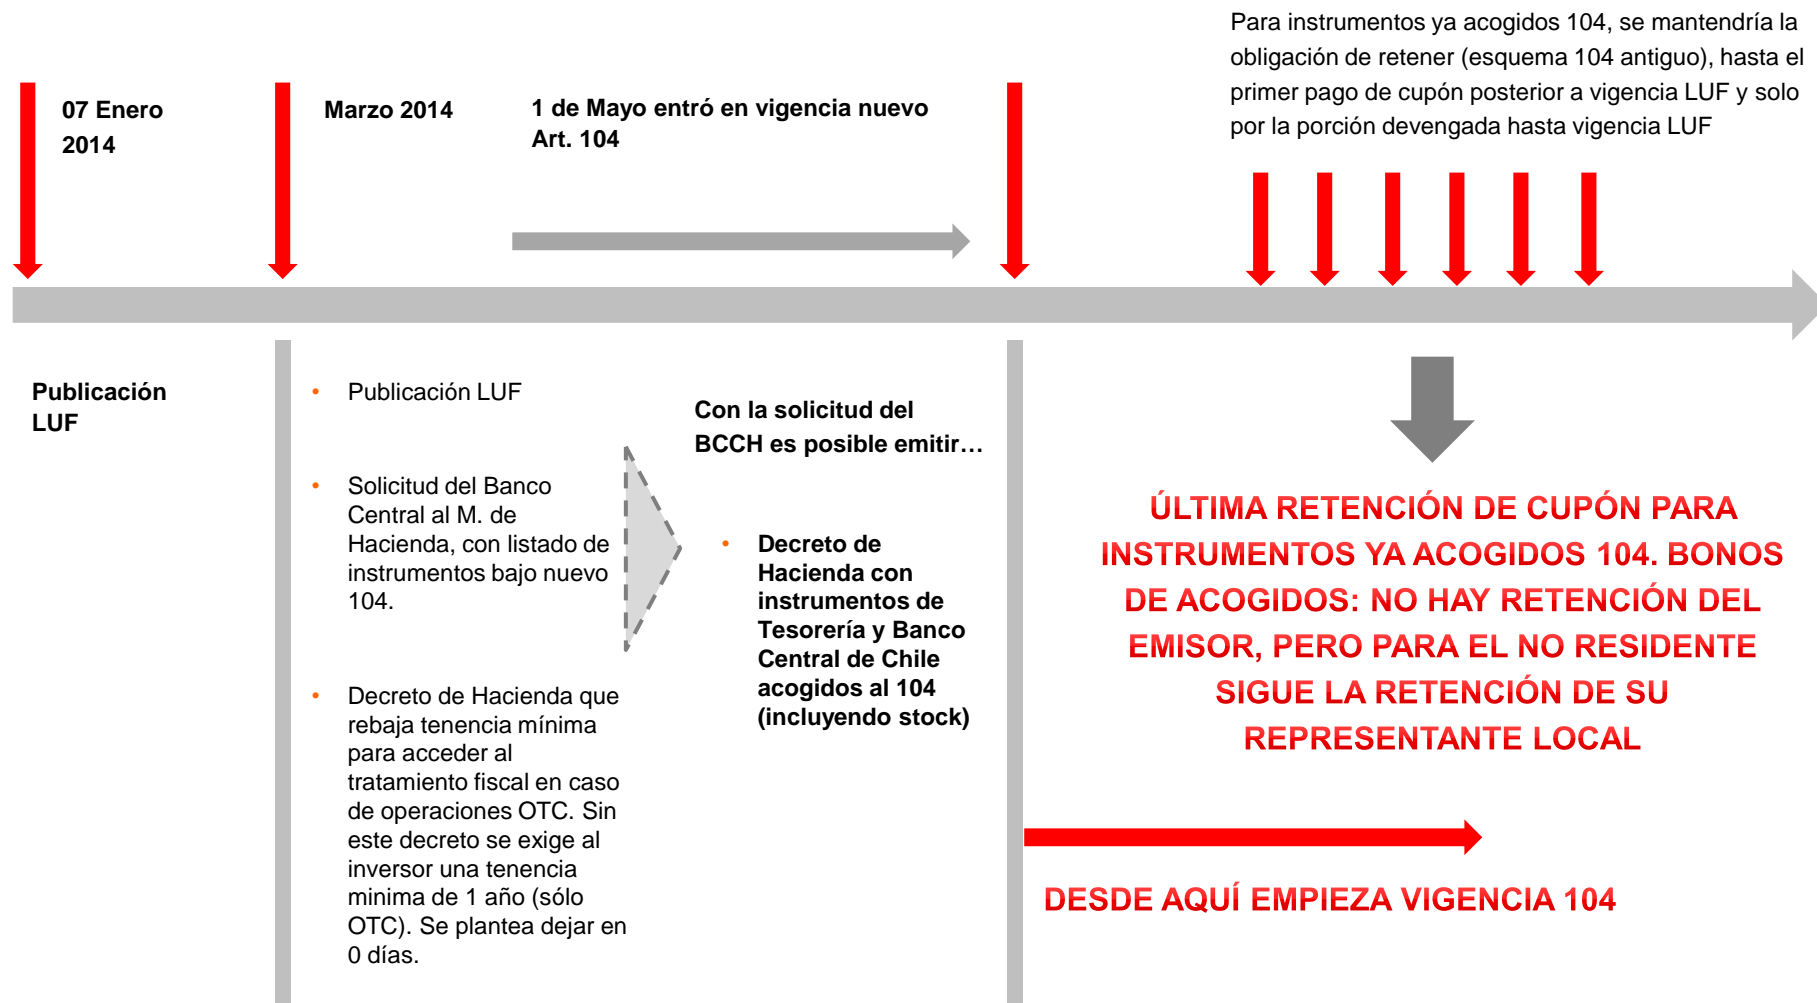 07 Enero
2014
Marzo 2014
1 de Mayo entró en vigencia nuevo
Art. 104
Para instrumentos ya acogidos 104, se mantendría la
obligación de retener (esquema 104 antiguo), hasta el
primer pago de cupón posterior a vigencia LUF y solo
por la porción devengada hasta vigencia LUF
Publicación
LUF
• Publicación LUF
• Solicitud del Banco
Central al M. de
Hacienda, con listado de
instrumentos bajo nuevo
104.
• Decreto de Hacienda que
rebaja tenencia mínima
para acceder al
tratamiento fiscal en caso
de operaciones OTC. Sin
este decreto se exige al
inversor una tenencia
minima de 1 año (sólo
OTC). Se plantea dejar en
0 días.
Con la solicitud del
BCCH es posible emitir…
• Decreto de
Hacienda con
instrumentos de
Tesorería y Banco
Central de Chile
acogidos al 104
(incluyendo stock)
ÚLTIMA RETENCIÓN DE CUPÓN PARA
INSTRUMENTOS YA ACOGIDOS 104. BONOS
DE ACOGIDOS: NO HAY RETENCIÓN DEL
EMISOR, PERO PARA EL NO RESIDENTE
SIGUE LA RETENCIÓN DE SU
REPRESENTANTE LOCAL
DESDE AQUÍ EMPIEZA VIGENCIA 104